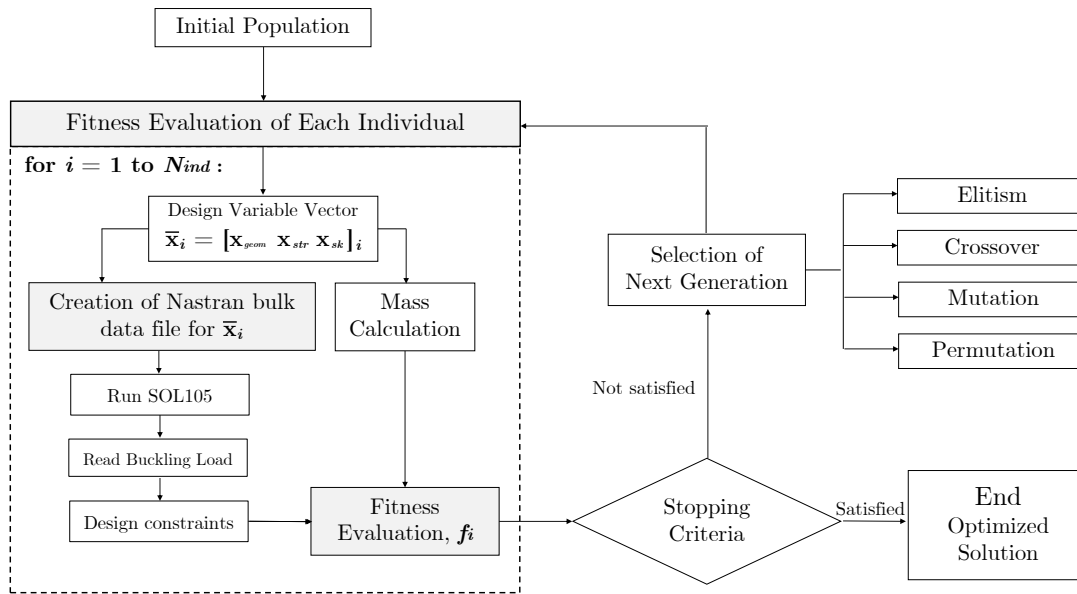 Initial Population
Fitness Evaluation of Each Individual
for i = 1 to Nind :
Design Variable Vector
x̅i = [xgeom xstr xsk]i
Creation of Nastran bulk
data file for x̅i
Mass
Calculation
Run SOL105
Read Buckling Load
Design constraints
Fitness
Evaluation, fi
Stopping
Criteria
Not satisfied
Satisfied
Selection of
Next Generation
Elitism
Crossover
Mutation
Permutation
End
Optimized
Solution